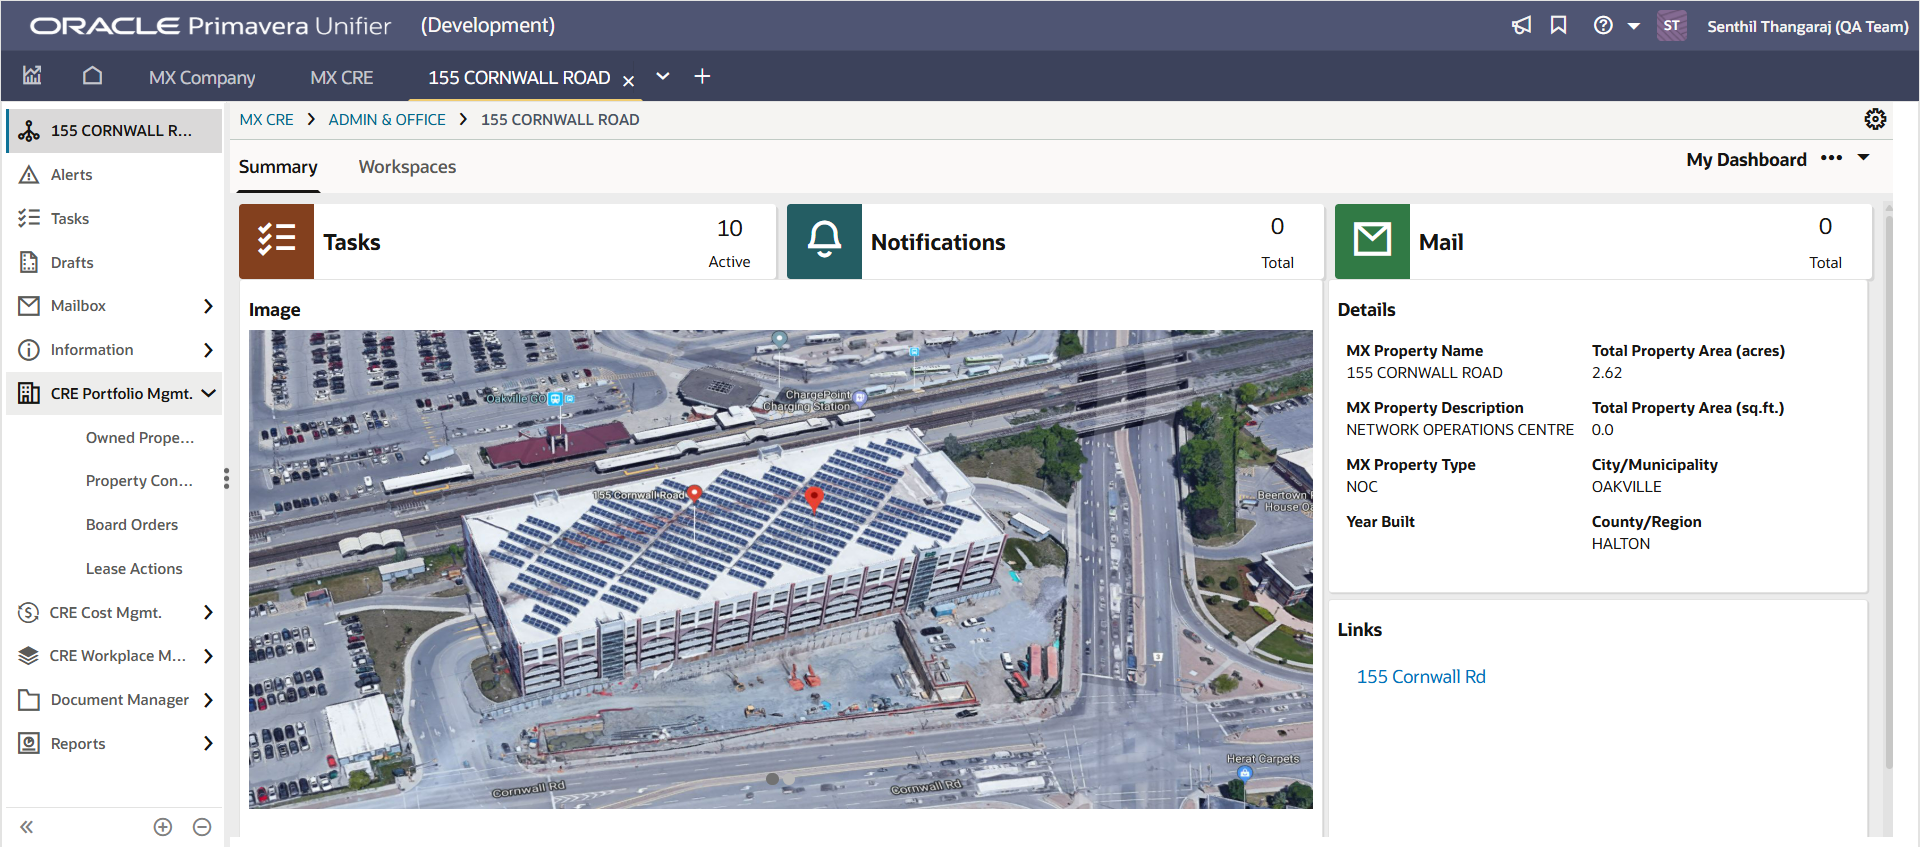 ORACLE Primavera Unifier (Development)
ST Senthil Thangaraj (QA Team)
MX Company MX CRE 155 CORNWALL ROAD
155 CORNWALL R...
Alerts
Tasks
Drafts
Mailbox
Information
CRE Portfolio Mgmt.
Owned Prope...
Property Con...
Board Orders
Lease Actions
CRE Cost Mgmt.
CRE Workplace M...
Document Manager
Reports
MX CRE ADMIN & OFFICE 155 CORNWALL ROAD
Summary Workspaces
My Dashboard
Tasks
10
Active
Notifications
0
Total
Mail
0
Total
Image
Oakville GO
ChargePoint
Charging Station
155 Cornwall Road
Beertown
House
Herat Carpets
Cornwall Rd
Cornwall Rd
Details
MX Property Name
155 CORNWALL ROAD
Total Property Area (acres)
2.62
MX Property Description
NETWORK OPERATIONS CENTRE
Total Property Area (sq.ft.)
0.0
MX Property Type
NOC
City/Municipality
OAKVILLE
Year Built
County/Region
HALTON
Links
155 Cornwall Rd